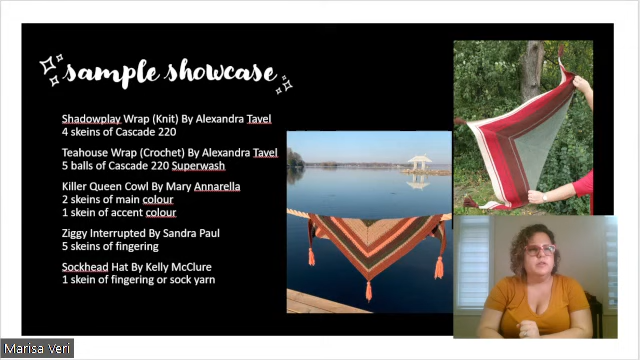 sample showcase
Shadowplay Wrap (Knit) By Alexandra Tavel
4 skeins of Cascade 220
Teahouse Wrap (Crochet) By Alexandra Tavel
5 balls of Cascade 220 Superwash
Killer Queen Cowl By Mary Annarella
2 skeins of main colour
1 skein of accent colour
Ziggy Interrupted By Sandra Paul
5 skeins of fingering
Sockhead Hat By Kelly McClure
1 skein of fingering or sock yarn
Marisa Veri